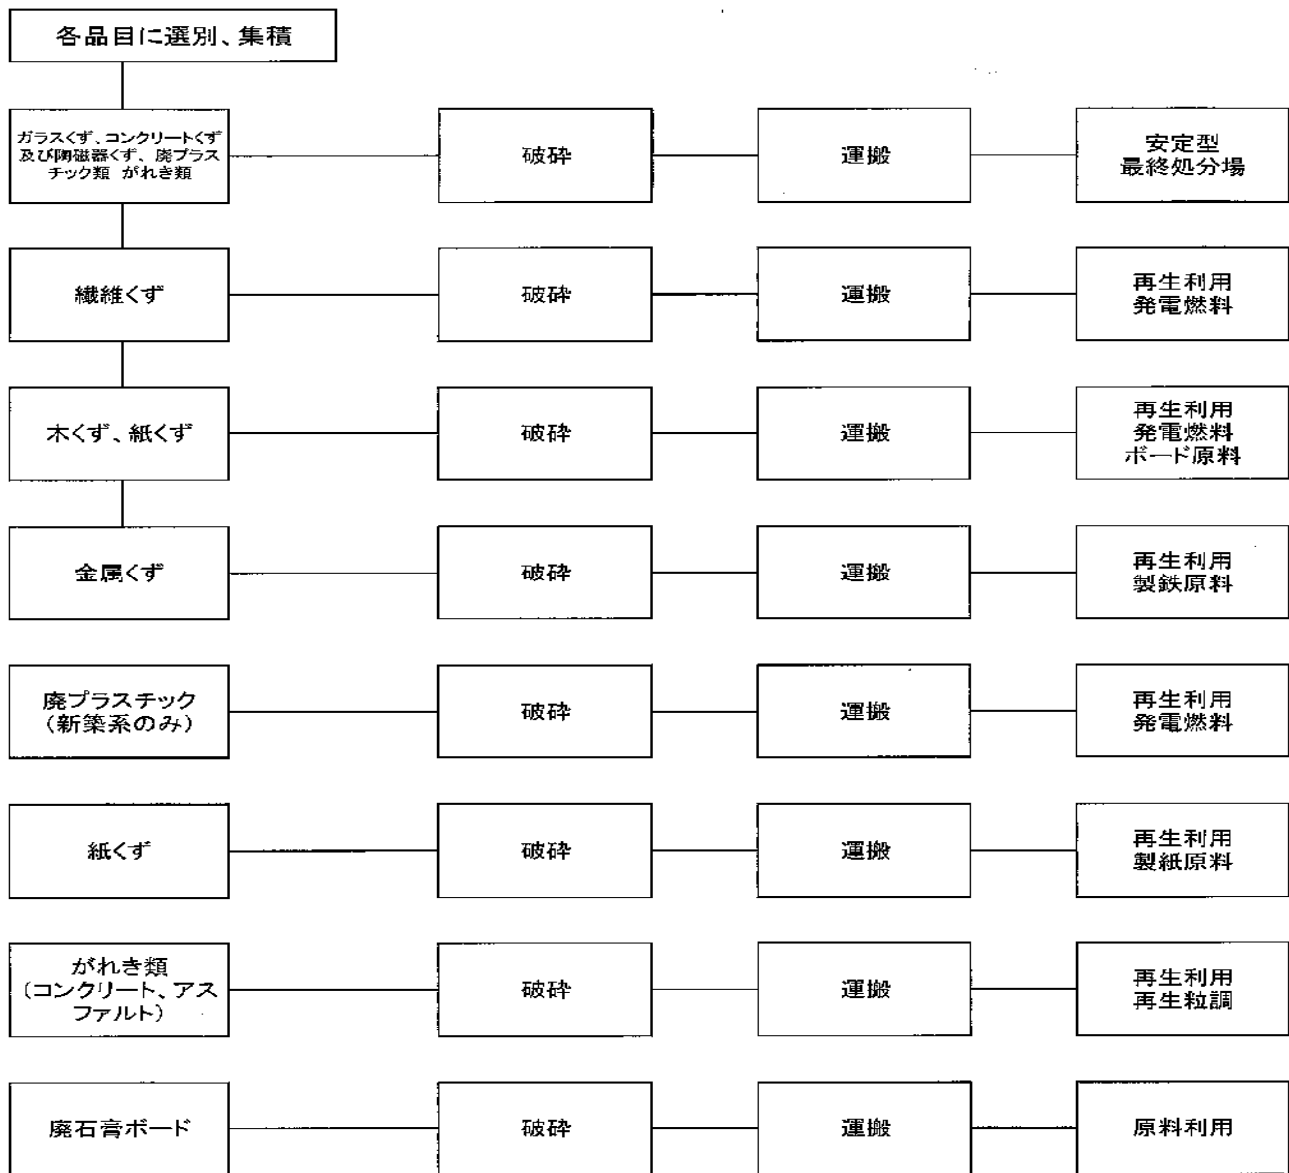 各品目に選別、集積
ガラスくず、コンクリートくず
及び陶磁器くず、廃プラス
チック類 がれき類
破砕
運搬
安定型
最終処分場
繊維くず
破砕
運搬
再生利用
発電燃料
木くず、紙くず
破砕
運搬
再生利用
発電燃料
ボード原料
金属くず
破砕
運搬
再生利用
製鉄原料
廃プラスチック
(新築系のみ)
破砕
運搬
再生利用
発電燃料
紙くず
破砕
運搬
再生利用
製紙原料
がれき類
(コンクリート、アス
ファルト)
破砕
運搬
再生利用
再生粒調
廃石膏ボード
破砕
運搬
原料利用